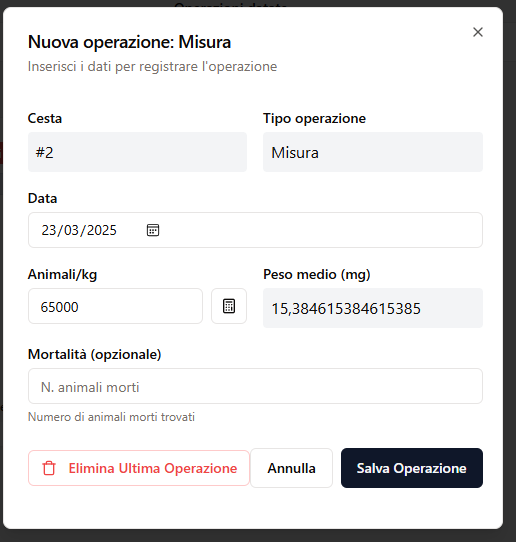 Nuova operazione: Misura
Inserisci i dati per registrare l'operazione
Cesta
Tipo operazione
#2
Misura
Data
23/03/2025
Animali/kg
Peso medio (mg)
65000
15,384615384615385
Mortalità (opzionale)
N. animali morti
Numero di animali morti trovati
Elimina Ultima Operazione
Annulla
Salva Operazione